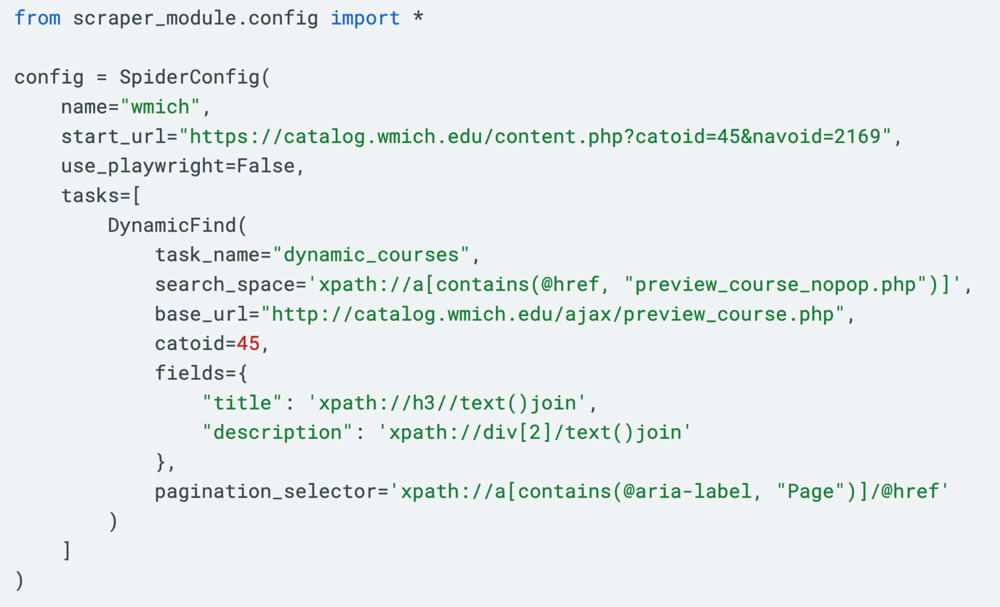 from scraper_module.config import *
config = SpiderConfig(
name="wmich",
start_url="https://catalog.wmich.edu/content.php?catoid=45&navoid=2169",
use_playwright=False,
tasks=[
DynamicFind(
task_name="dynamic_courses",
search_space='xpath://a[contains(@href, "preview_course_nopop.php")]',
base_url="http://catalog.wmich.edu/ajax/preview_course.php",
catoid=45,
fields={
"title": 'xpath://h3//text()join',
"description": 'xpath://div[2]/text()join'
},
pagination_selector='xpath://a[contains(@aria-label, "Page")]/@href'
)
]
)